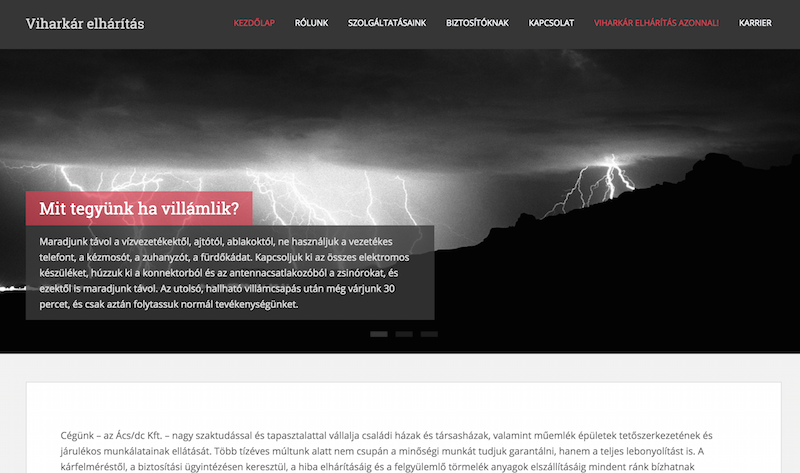 Viharkár elhárítás
KEZDŐLAP RÓLUNK SZOLGÁLTATÁSAINK BIZTOSÍTÓKNAK KAPCSOLAT VIHARKÁR ELHÁRÍTÁS AZONNAL! KARRIER
Mit tegyünk ha villámlik?
Maradjunk távol a vízvezetékektől, ajtótól, ablakoktól, ne használjuk a vezetékes
telefont, a kézmosót, a zuhanyzót, a fürdőkádat. Kapcsoljuk ki az összes elektromos
készüléket, húzzuk ki a konnektorból és az antennacsatlakozóból a zsinórokat, és
ezektől is maradjunk távol. Az utolsó, hallható villámcsapás után még várjunk 30
percet, és csak aztán folytassuk normál tevékenységünket.
Cégünk – az Ács/dc Kft. – nagy szaktudással és tapasztalattal vállalja családi házak és társasházak, valamint műemlék épületek tetőszerkezetének és
járulékos munkálatainak ellátását. Több tízéves múltunk alatt nem csupán a minőségi munkát tudjuk garantálni, hanem a teljes lebonyolítást is. A
kárfelméréstől, a biztosítási ügyintézésen keresztül, a hiba elhárításáig és a felgyülemlő törmelék anyagok elszállításáig mindenre ránk bízhatnak